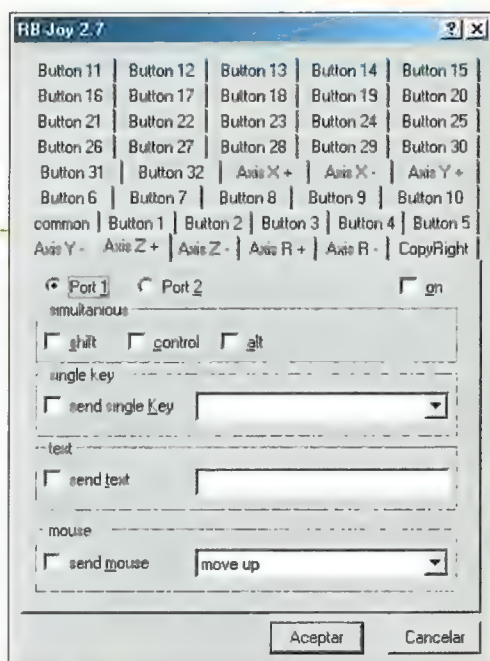 RB-Joy 2.7
Button 11 Button 12 Button 13 Button 14 Button 15
Button 16 Button 17 Button 18 Button 19 Button 20
Button 21 Button 22 Button 23 Button 24 Button 25
Button 26 Button 27 Button 28 Button 29 Button 30
Button 31 Button 32 Axis X + Axis X - Axis Y +
Button 6 Button 7 Button 8 Button 9 Button 10
common Button 1 Button 2 Button 3 Button 4 Button 5
Axis Y - Axis Z + Axis Z - Axis R + Axis R - CopyRight
Port 1 Port 2 on
simultanious
shift control alt
single key
send single Key
text
send text
mouse
send mouse move up
Aceptar Cancelar